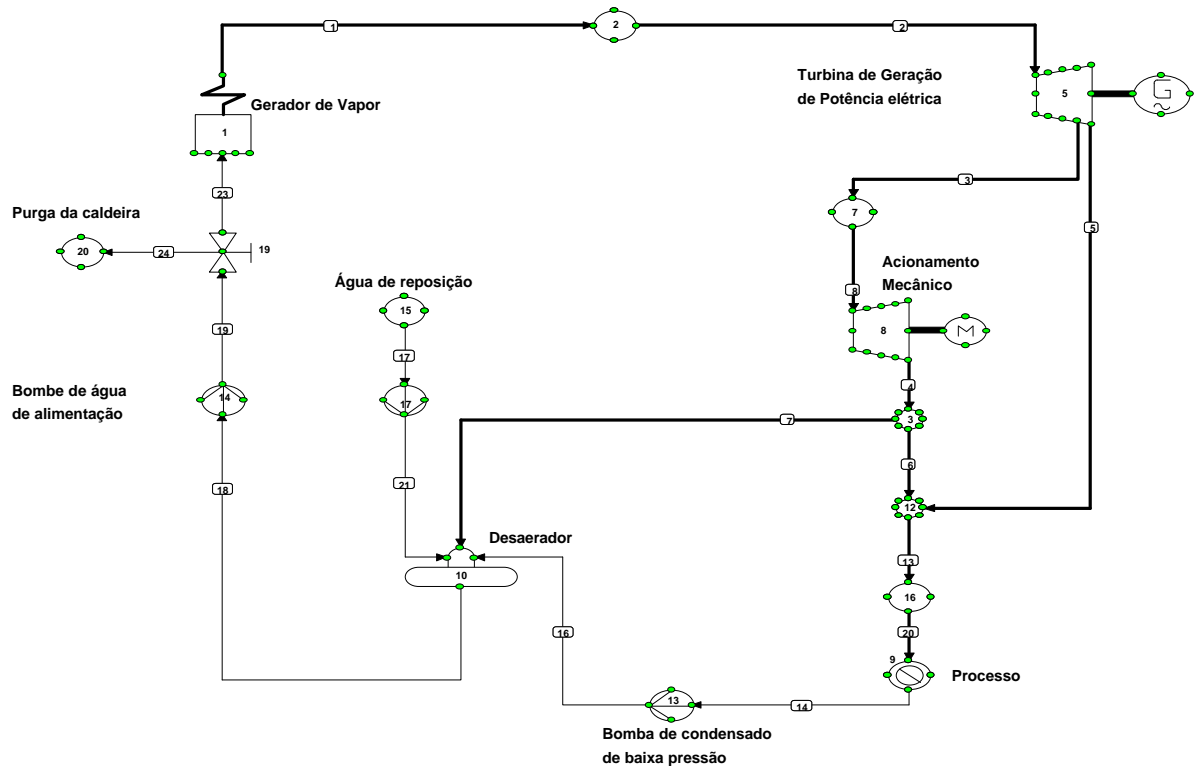 1
2
2
Turbina de Geração
de Potência elétrica
5
G
Gerador de Vapor
1
3
23
Purga da caldeira
7
5
20
24
19
Água de reposição
Acionamento
Mecânico
8
15
19
8
M
17
Bombe de água
de alimentação
14
17
4
7
3
6
21
18
12
Desaerador
13
10
16
16
20
9
Processo
13
14
Bomba de condensado
de baixa pressão